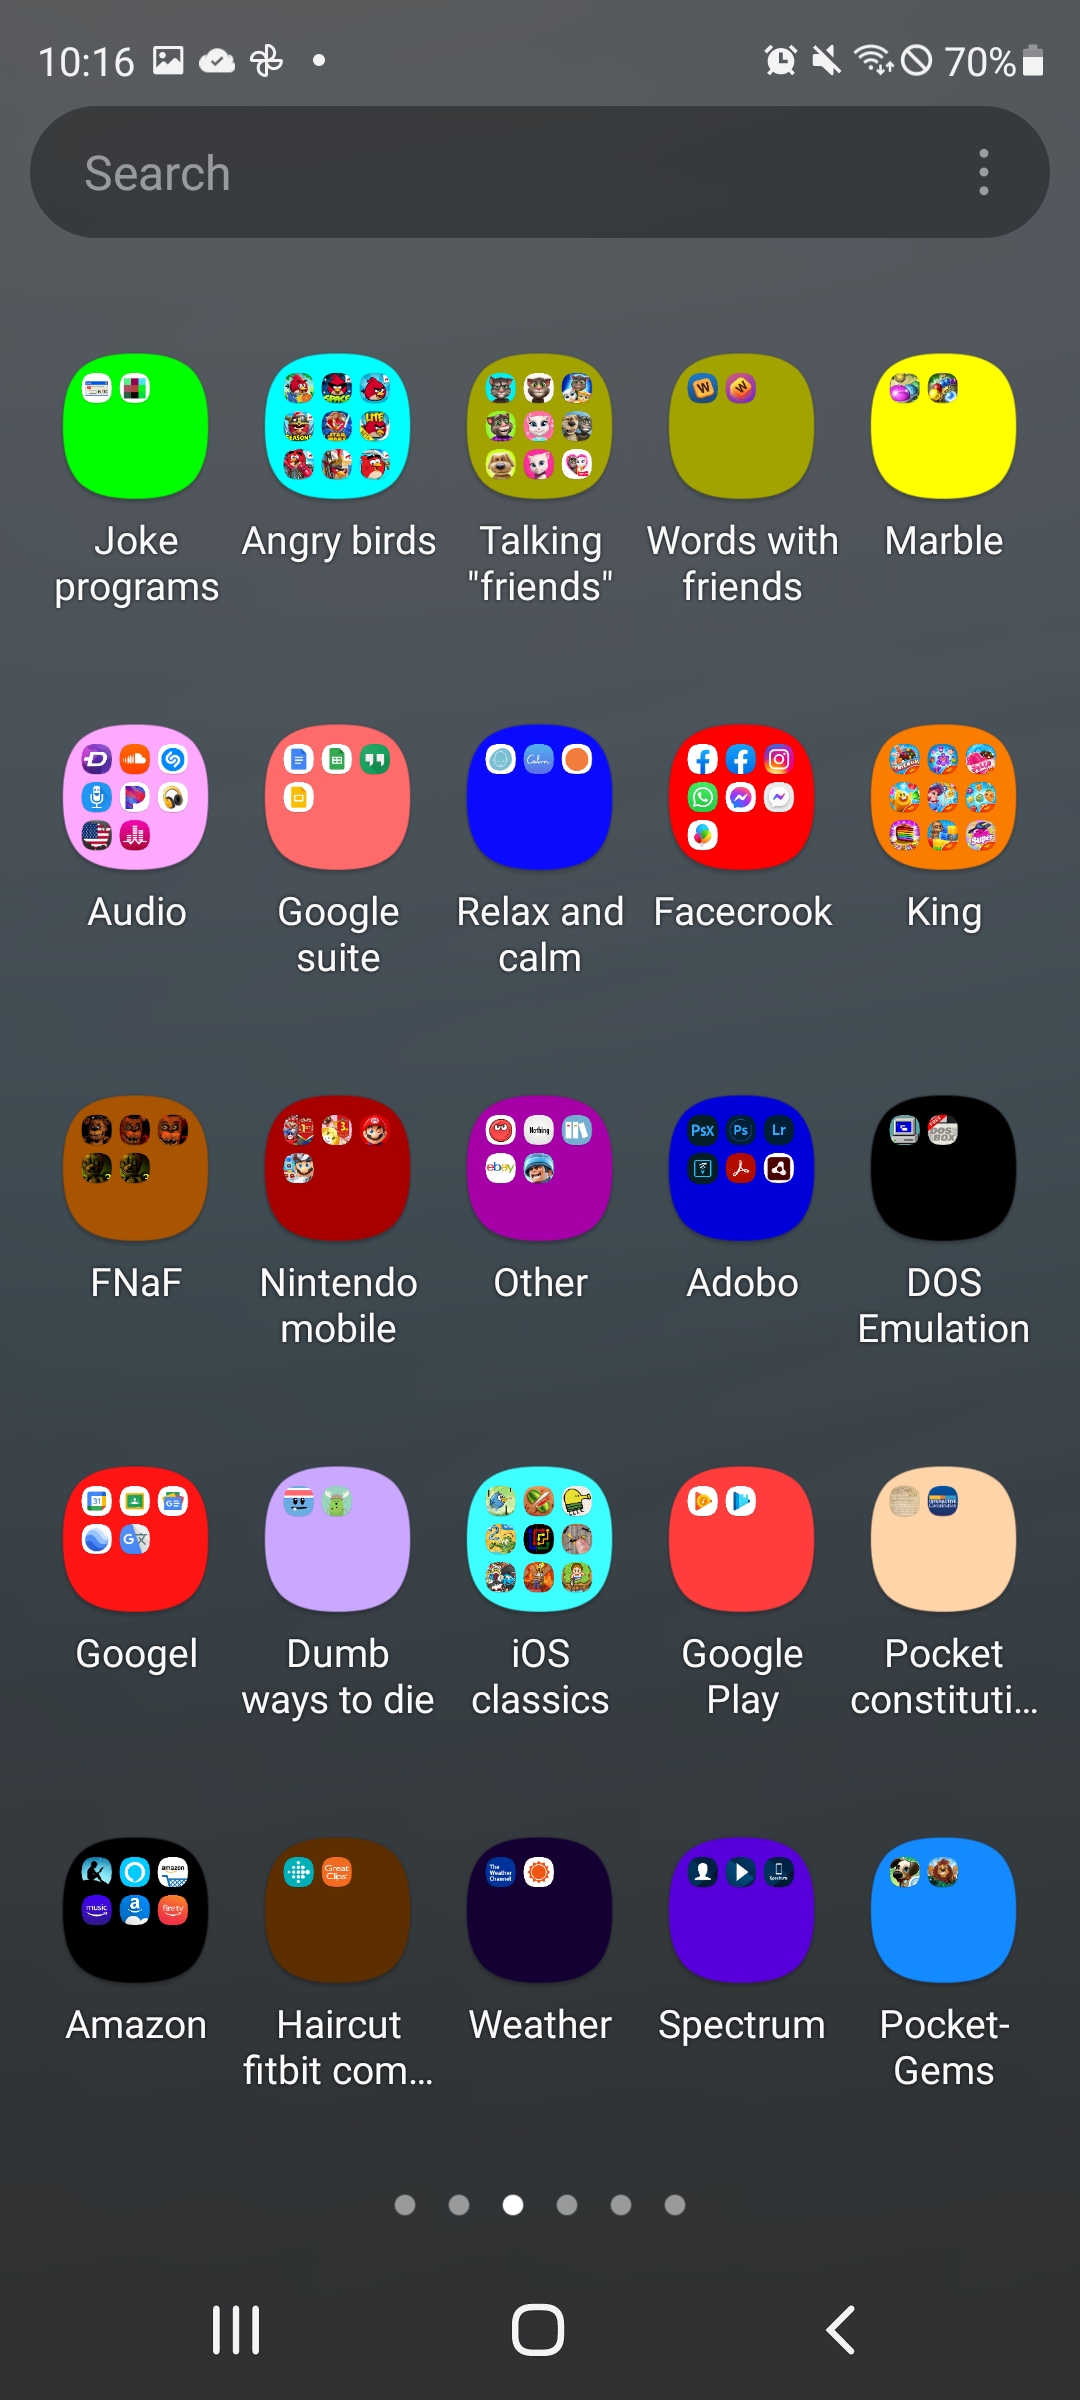 10:16
70%
Search
Joke
programs
Angry birds
Talking
"friends"
Words with
friends
Marble
Audio
Google
suite
Relax and
calm
Facecrook
King
FNaF
Nintendo
mobile
Other
Adobo
DOS
Emulation
Googel
Dumb
ways to die
iOS
classics
Google
Play
Pocket
constituti...
Amazon
Haircut
fitbit com...
Weather
Spectrum
Pocket-
Gems